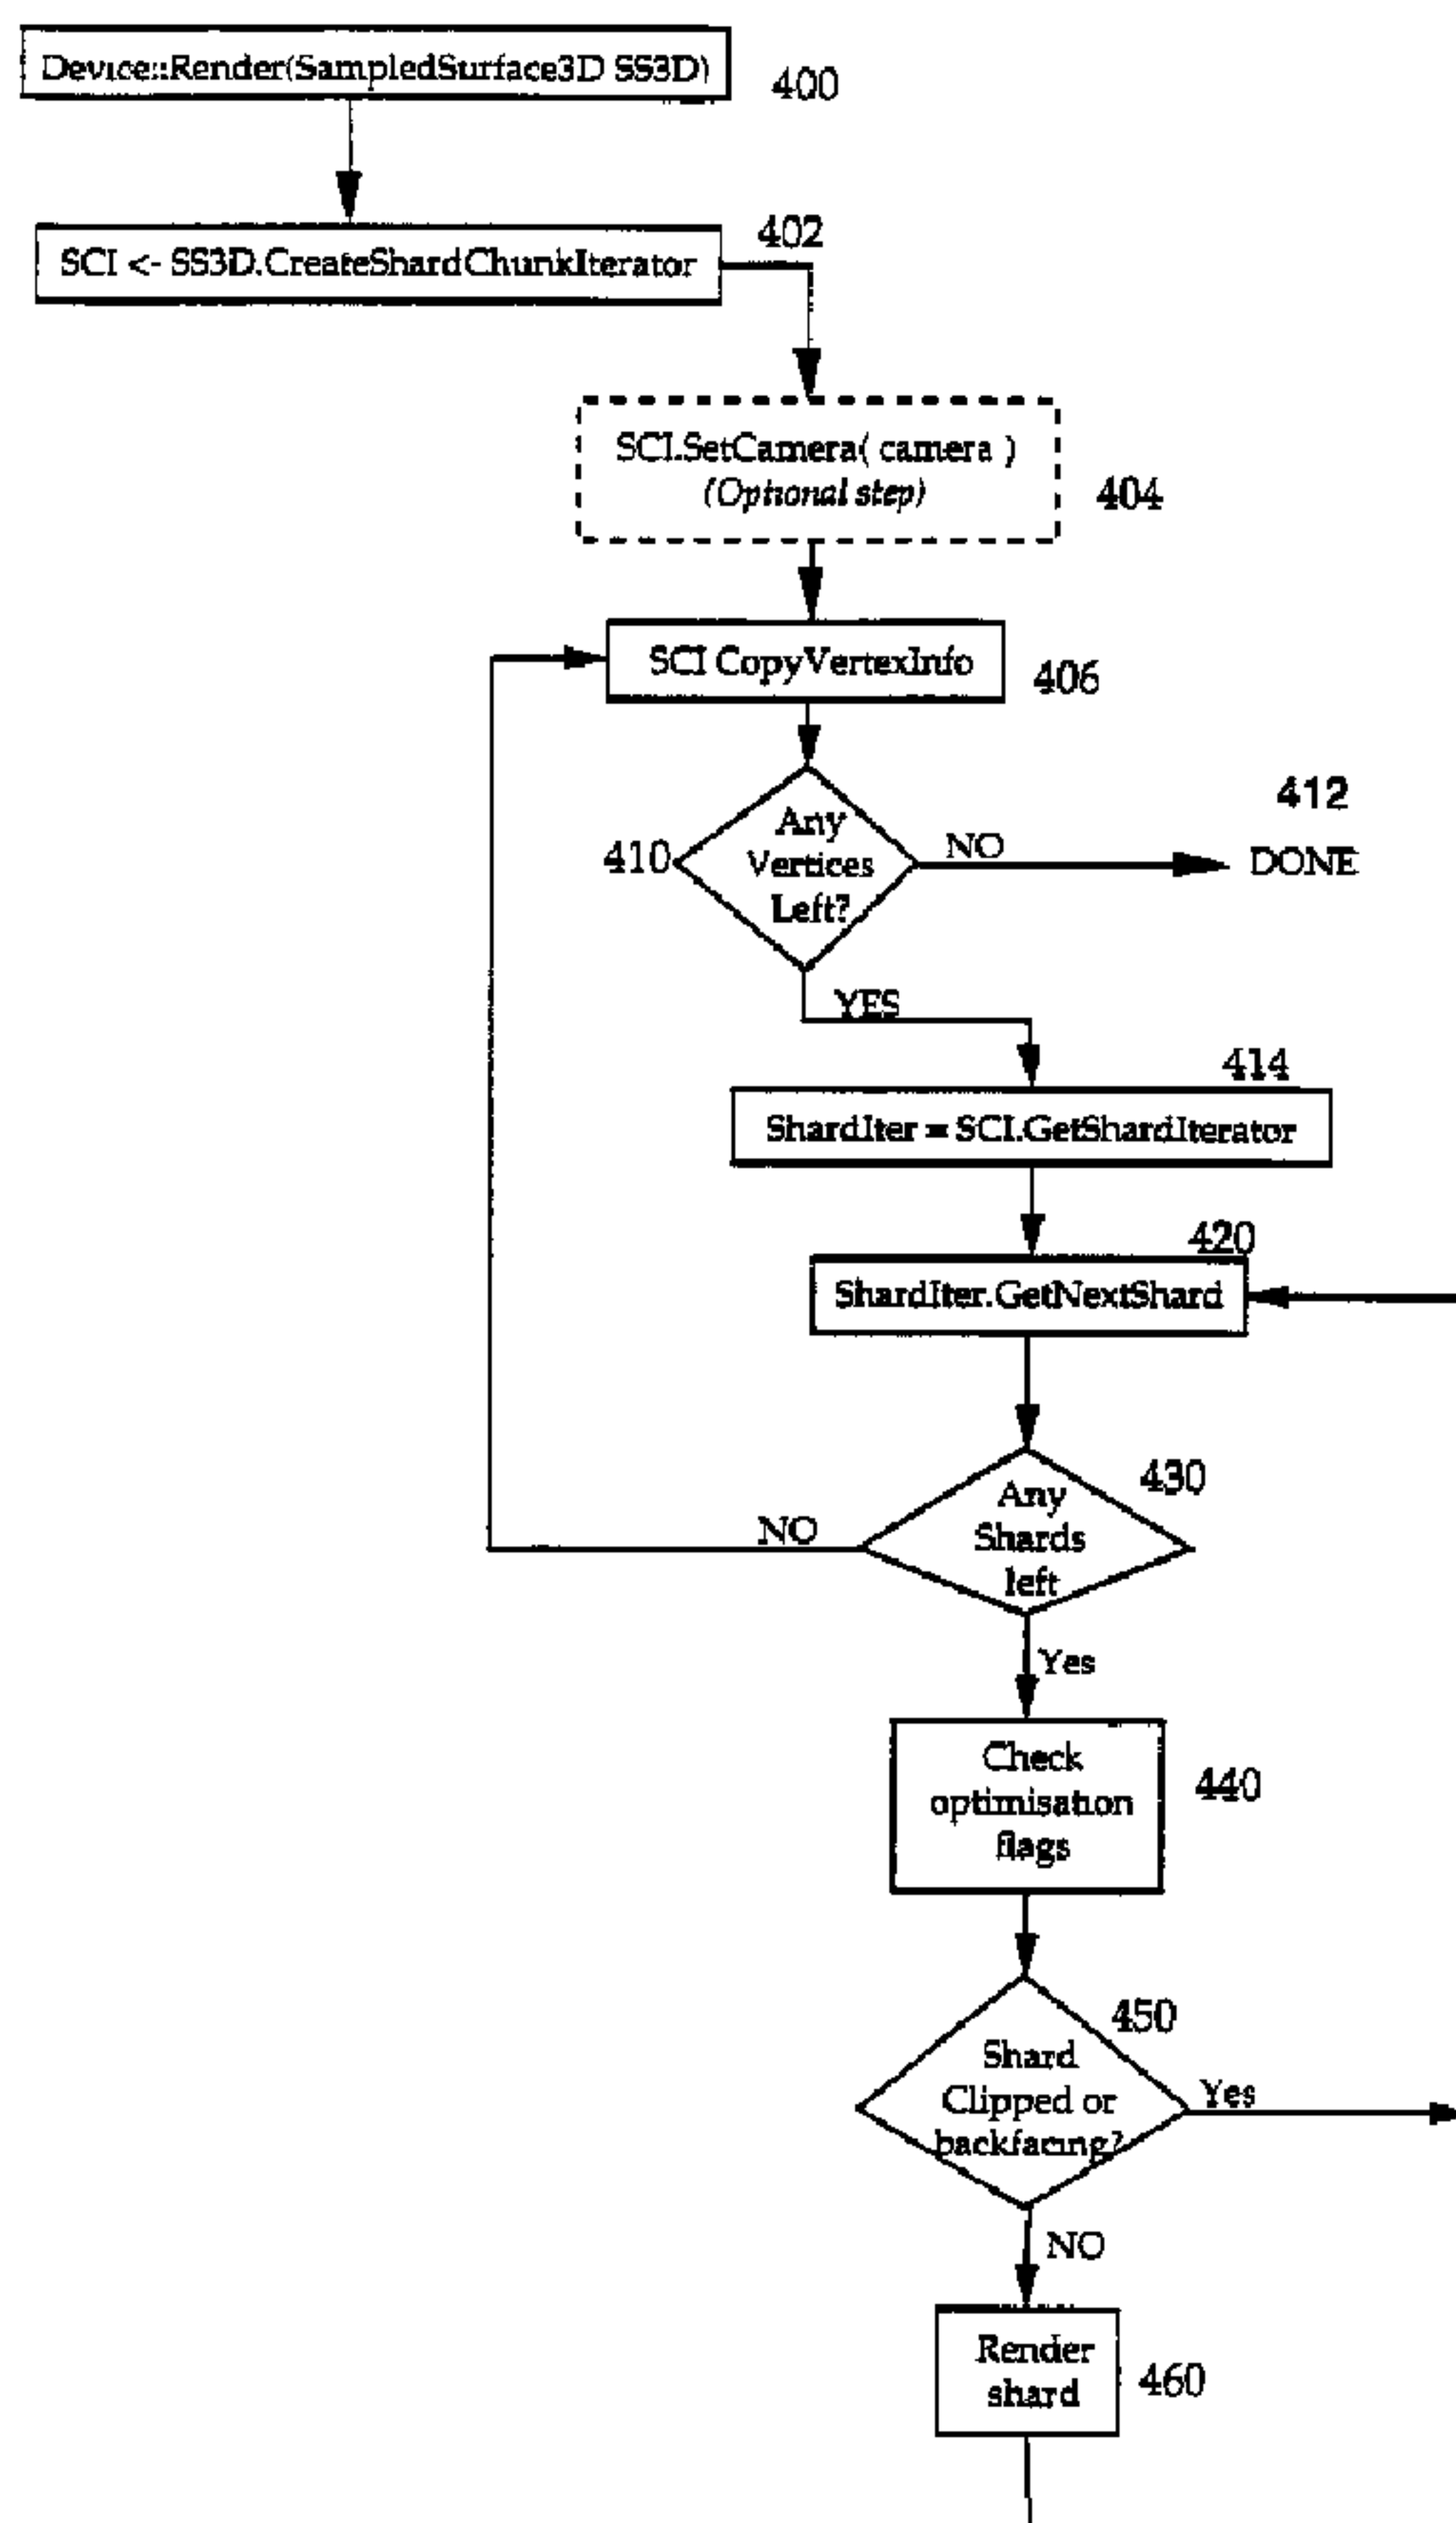 Device::Render(SampledSurface3D SS3D)
400
SCI <- SS3D.CreateShardChunkIterator
402
SCI.SetCamera( camera )
(Optional step)
404
SCI CopyVertexInfo
406
Any
Vertices
Left?
410
NO
412
DONE
YES
414
ShardIter = SCI.GetShardIterator
420
ShardIter.GetNextShard
430
Any
Shards
left
NO
Yes
Check
optimisation
flags
440
450
Shard
Clipped or
backfacing?
Yes
NO
Render
shard
460